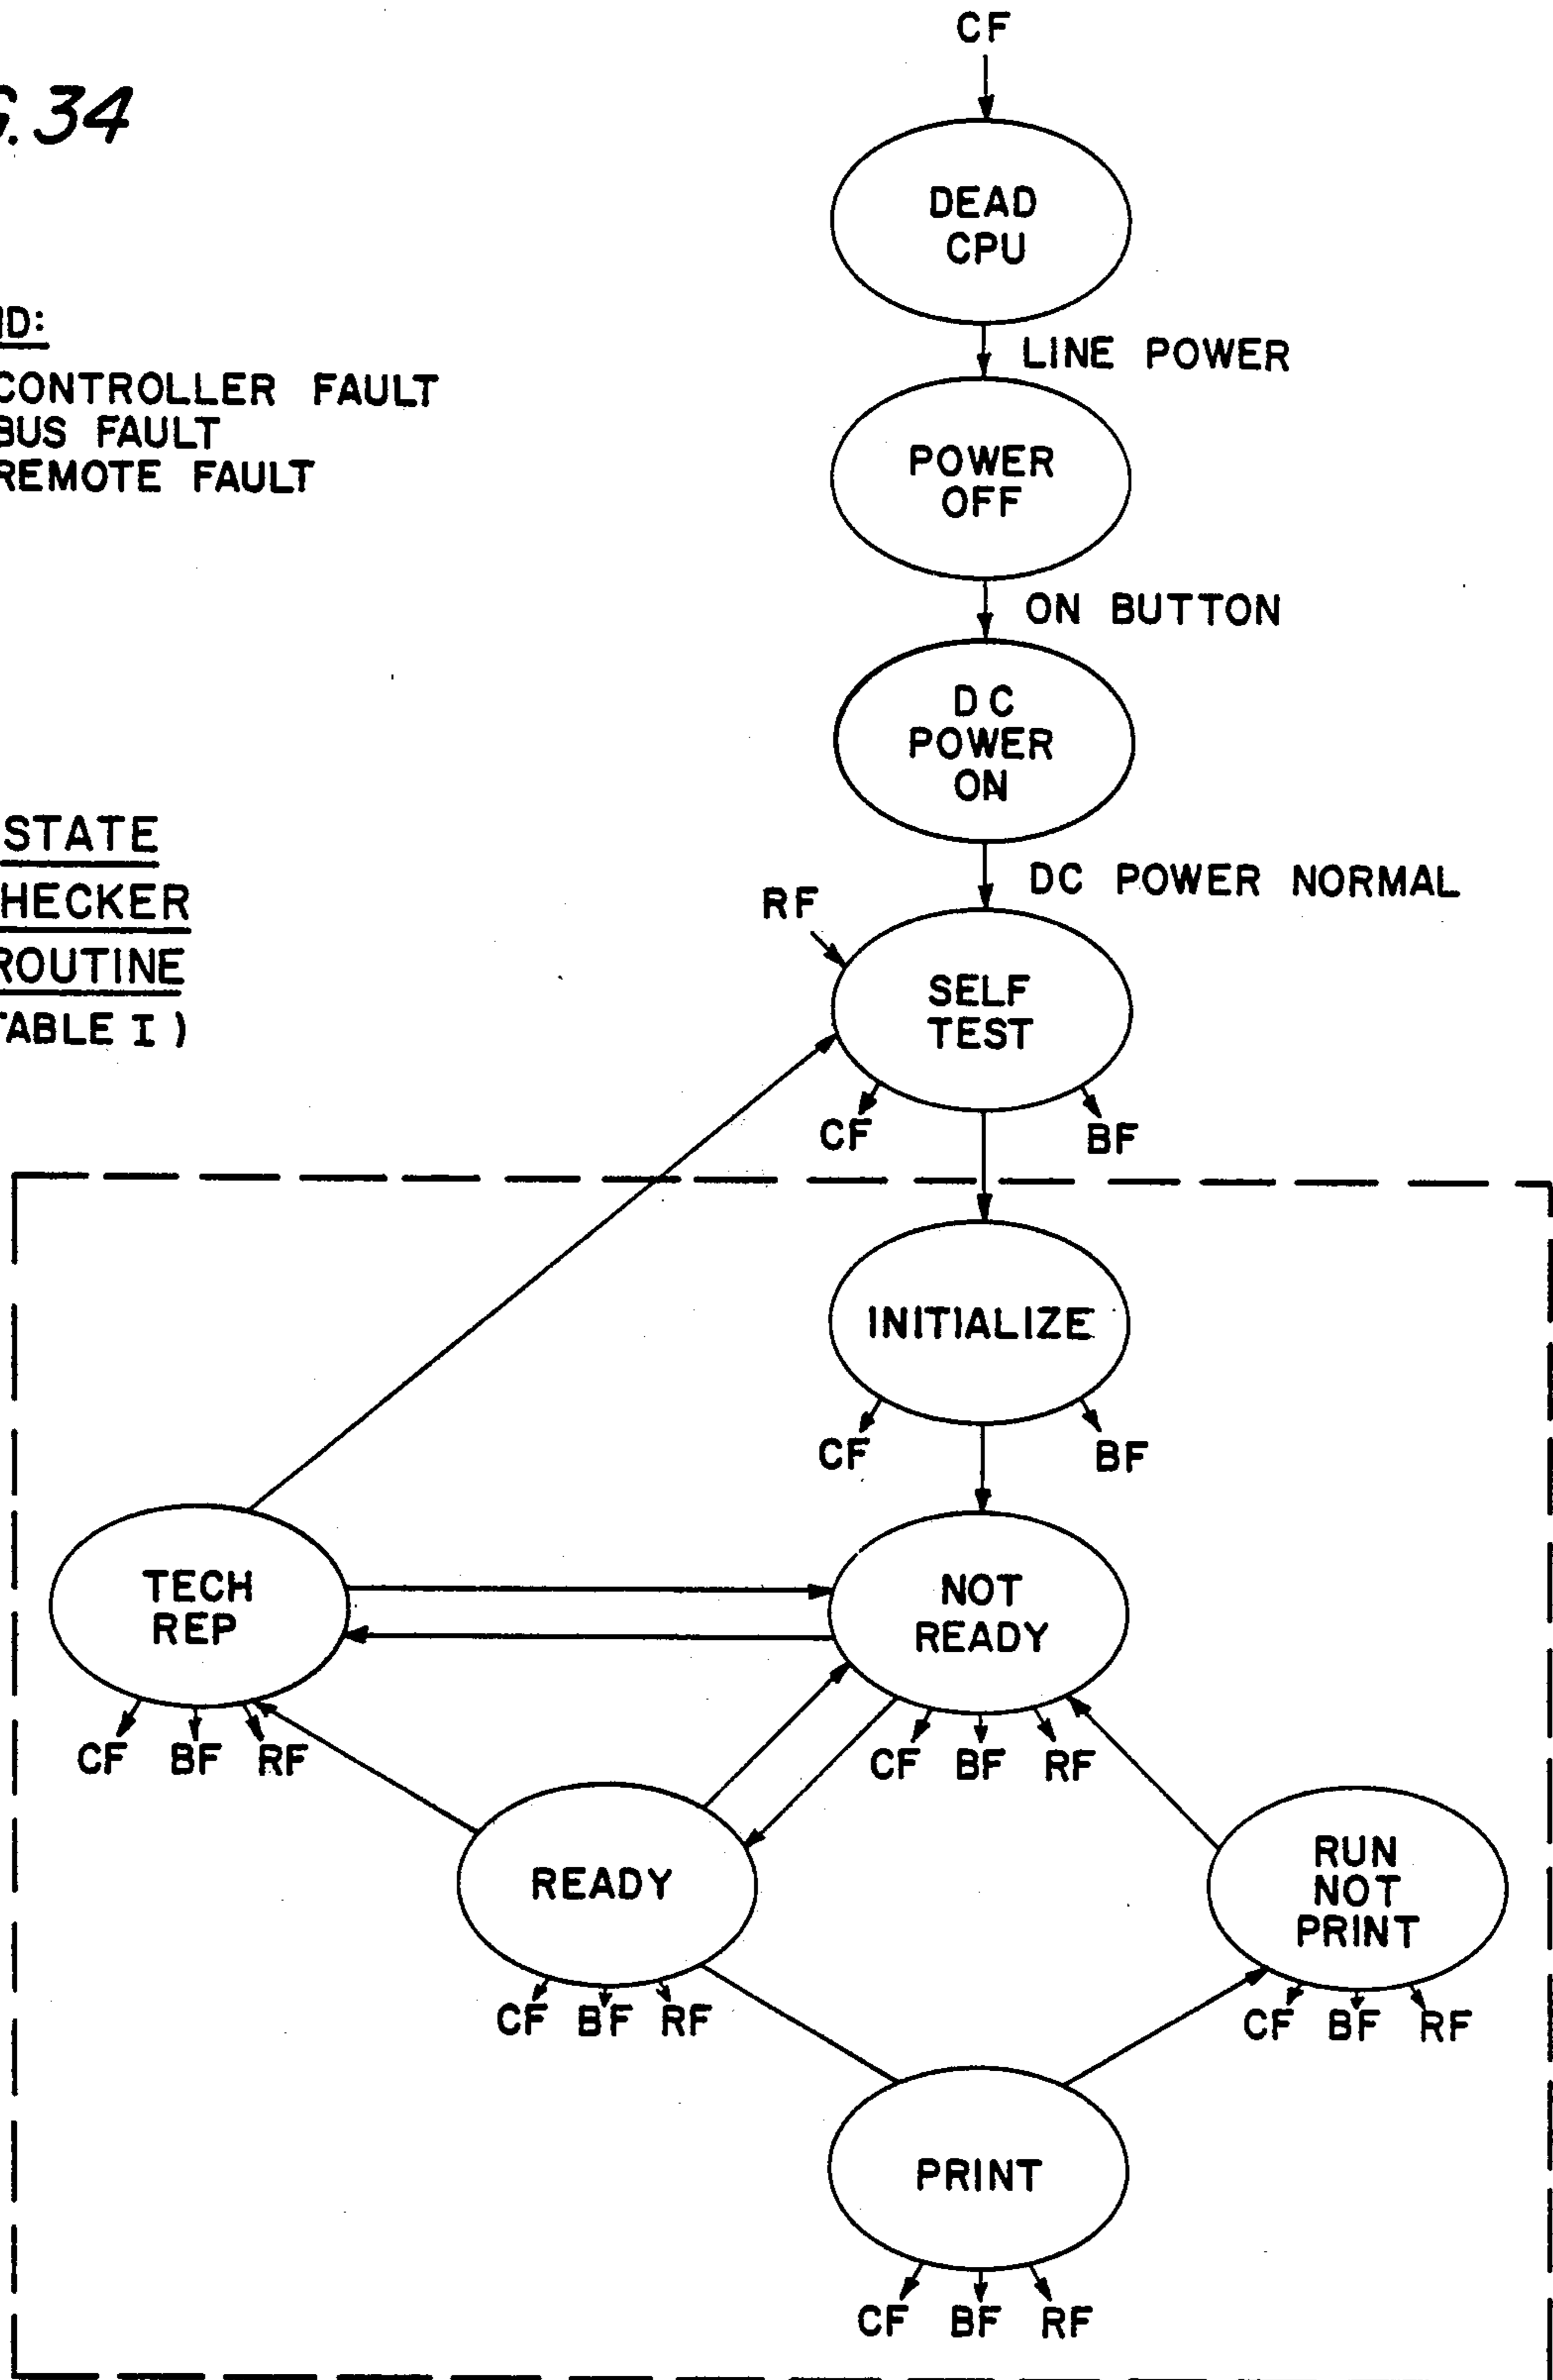 CF
34
DEAD
CPU
CONTROLLER FAULT
BUS FAULT
REMOTE FAULT
LINE POWER
POWER
OFF
ON BUTTON
DC
POWER
ON
DC POWER NORMAL
STATE
ROUTINE
I )
RF
SELF
TEST
CF
BF
INITIALIZE
CF
BF
TECH
REP
CF BF RF
NOT
READY
CF BF RF
READY
CF BF RF
RUN
NOT
PRINT
CF BF RF
PRINT
CF BF RF